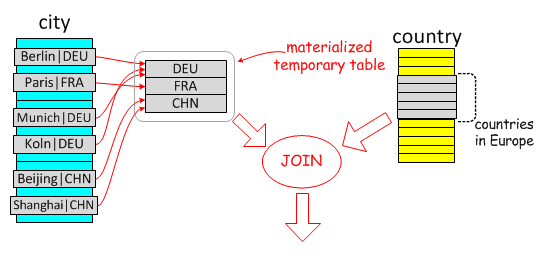 city
Berlin|DEU
Paris|FRA
Munich|DEU
Koln|DEU
Beijing|CHN
Shanghai|CHN
DEU
FRA
CHN
materialized
temporary table
JOIN
country
countries
in Europe